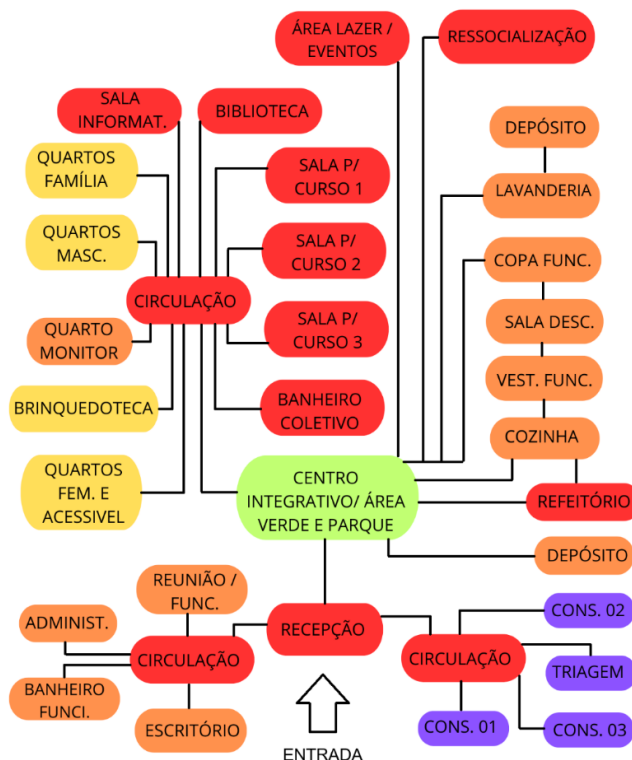 ÁREA LAZER /
EVENTOS
RESSOCIALIZAÇÃO
SALA
INFORMAT.
BIBLIOTECA
DEPÓSITO
QUARTOS
FAMÍLIA
SALA P/
CURSO 1
LAVANDERIA
QUARTOS
MASC.
SALA P/
CURSO 2
COPA FUNC.
CIRCULAÇÃO
SALA DESC.
QUARTO
MONITOR
SALA P/
CURSO 3
VEST. FUNC.
BRINQUEDOTECA
BANHEIRO
COLETIVO
COZINHA
QUARTOS
FEM. E
ACESSIVEL
CENTRO
INTEGRATIVO/ ÁREA
VERDE E PARQUE
REFEITÓRIO
DEPÓSITO
REUNIÃO /
FUNC.
ADMINIST.
RECEPÇÃO
CONS. 02
CIRCULAÇÃO
CIRCULAÇÃO
TRIAGEM
BANHEIRO
FUNCI.
ESCRITÓRIO
CONS. 01
CONS. 03
ENTRADA